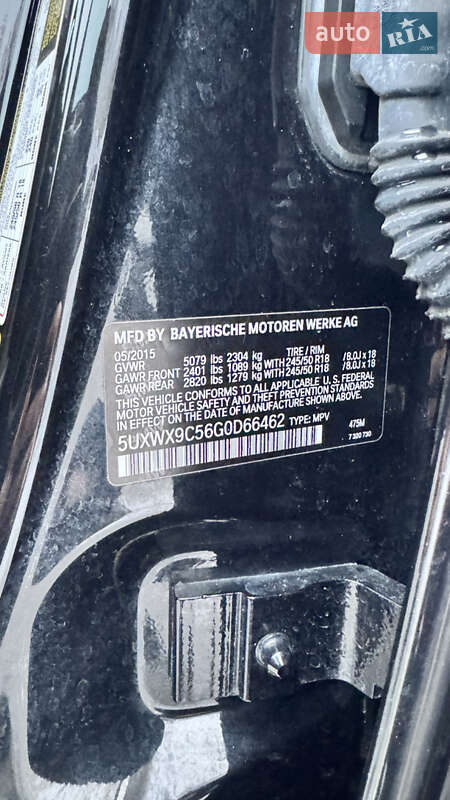 auto RIA .com
MFD BY BAYERISCHE MOTOREN WERKE AG
05/2015 TIRE / RIM
GVWR 5079 lbs 2304 kg
GAWR FRONT 2401 lbs 1089 kg WITH 245/50 R18 /8.0J x 18
GAWR REAR 2820 lbs 1279 kg WITH 245/50 R18 /8.0J x 18
THIS VEHICLE CONFORMS TO ALL APPLICABLE U.S. FEDERAL
MOTOR VEHICLE SAFETY AND THEFT PREVENTION STANDARDS
IN EFFECT ON THE DATE OF MANUFACTURE SHOWN ABOVE.
5UXWX9C56G0D66462 TYPE: MPV 475M
7 320 730